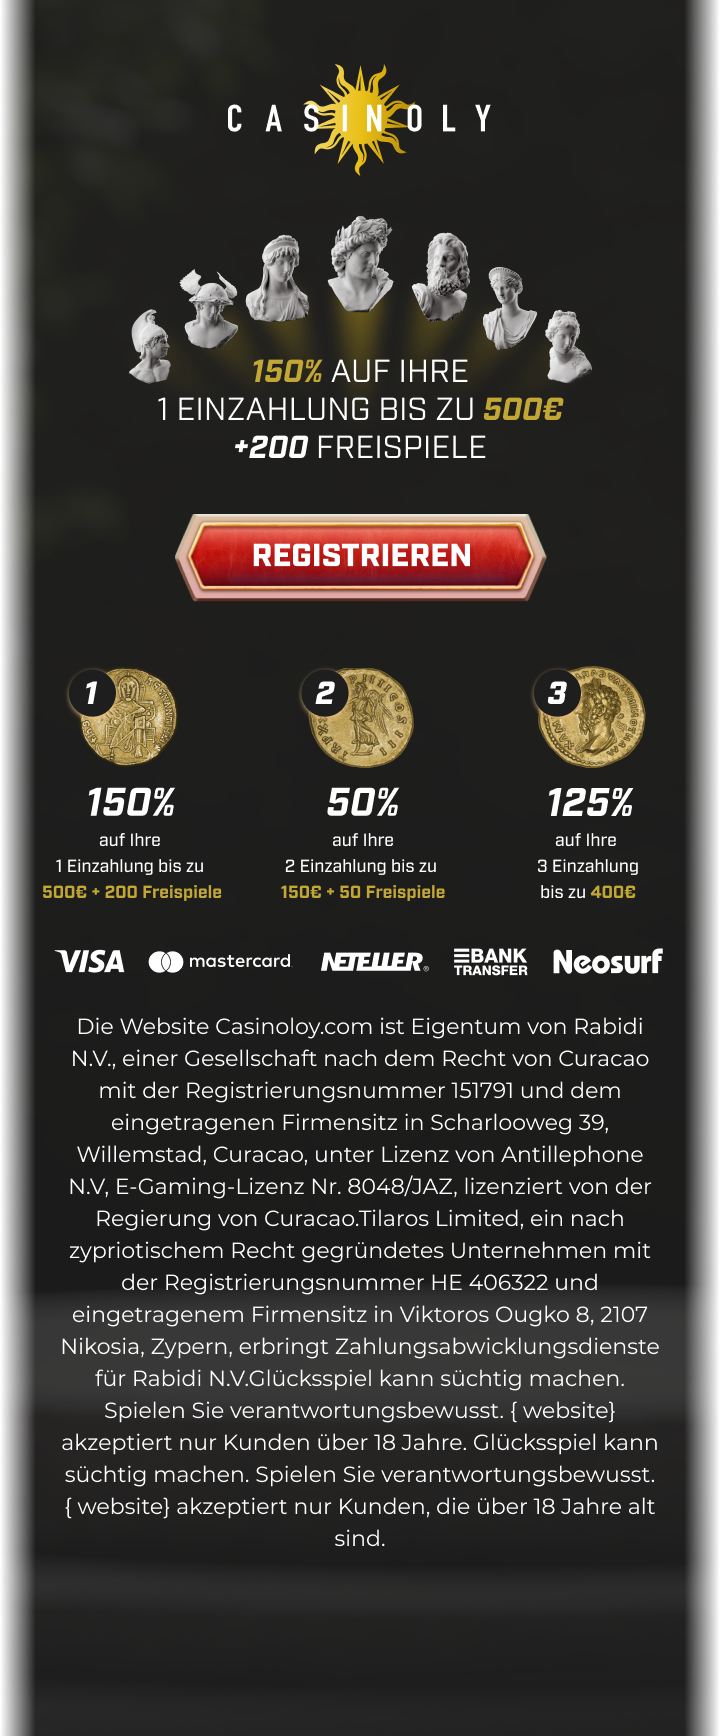 CASINOLY
150% AUF IHRE
1 EINZAHLUNG BIS ZU 500€
+200 FREISPIELE
REGISTRIEREN
1
150%
auf Ihre
1 Einzahlung bis zu
500€ + 200 Freispiele
2
50%
auf Ihre
2 Einzahlung bis zu
150€ + 50 Freispiele
3
125%
auf Ihre
3 Einzahlung
bis zu 400€
VISA mastercard NETELLER® BANK TRANSFER Neosurf
Die Website Casinoloy.com ist Eigentum von Rabidi
N.V., einer Gesellschaft nach dem Recht von Curacao
mit der Registrierungsnummer 151791 und dem
eingetragenen Firmensitz in Scharlooweg 39,
Willemstad, Curacao, unter Lizenz von Antillephone
N.V, E-Gaming-Lizenz Nr. 8048/JAZ, lizenziert von der
Regierung von Curacao.Tilaros Limited, ein nach
zypriotischem Recht gegründetes Unternehmen mit
der Registrierungsnummer HE 406322 und
eingetragenem Firmensitz in Viktoros Ougko 8, 2107
Nikosia, Zypern, erbringt Zahlungsabwicklungsdienste
für Rabidi N.V.Glücksspiel kann süchtig machen.
Spielen Sie verantwortungsbewusst. { website}
akzeptiert nur Kunden über 18 Jahre. Glücksspiel kann
süchtig machen. Spielen Sie verantwortungsbewusst.
{ website} akzeptiert nur Kunden, die über 18 Jahre alt
sind.